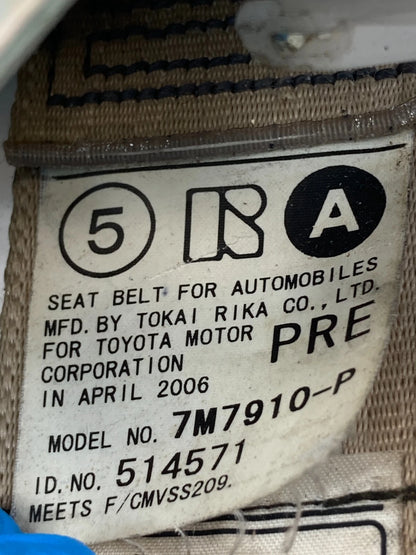 5 R A
SEAT BELT FOR AUTOMOBILES
MFD. BY TOKAI RIKA CO., LTD.
FOR TOYOTA MOTOR PRE
CORPORATION
IN APRIL 2006
MODEL NO. 7M7910-P
ID. NO. 514571
MEETS F/CMVSS209.